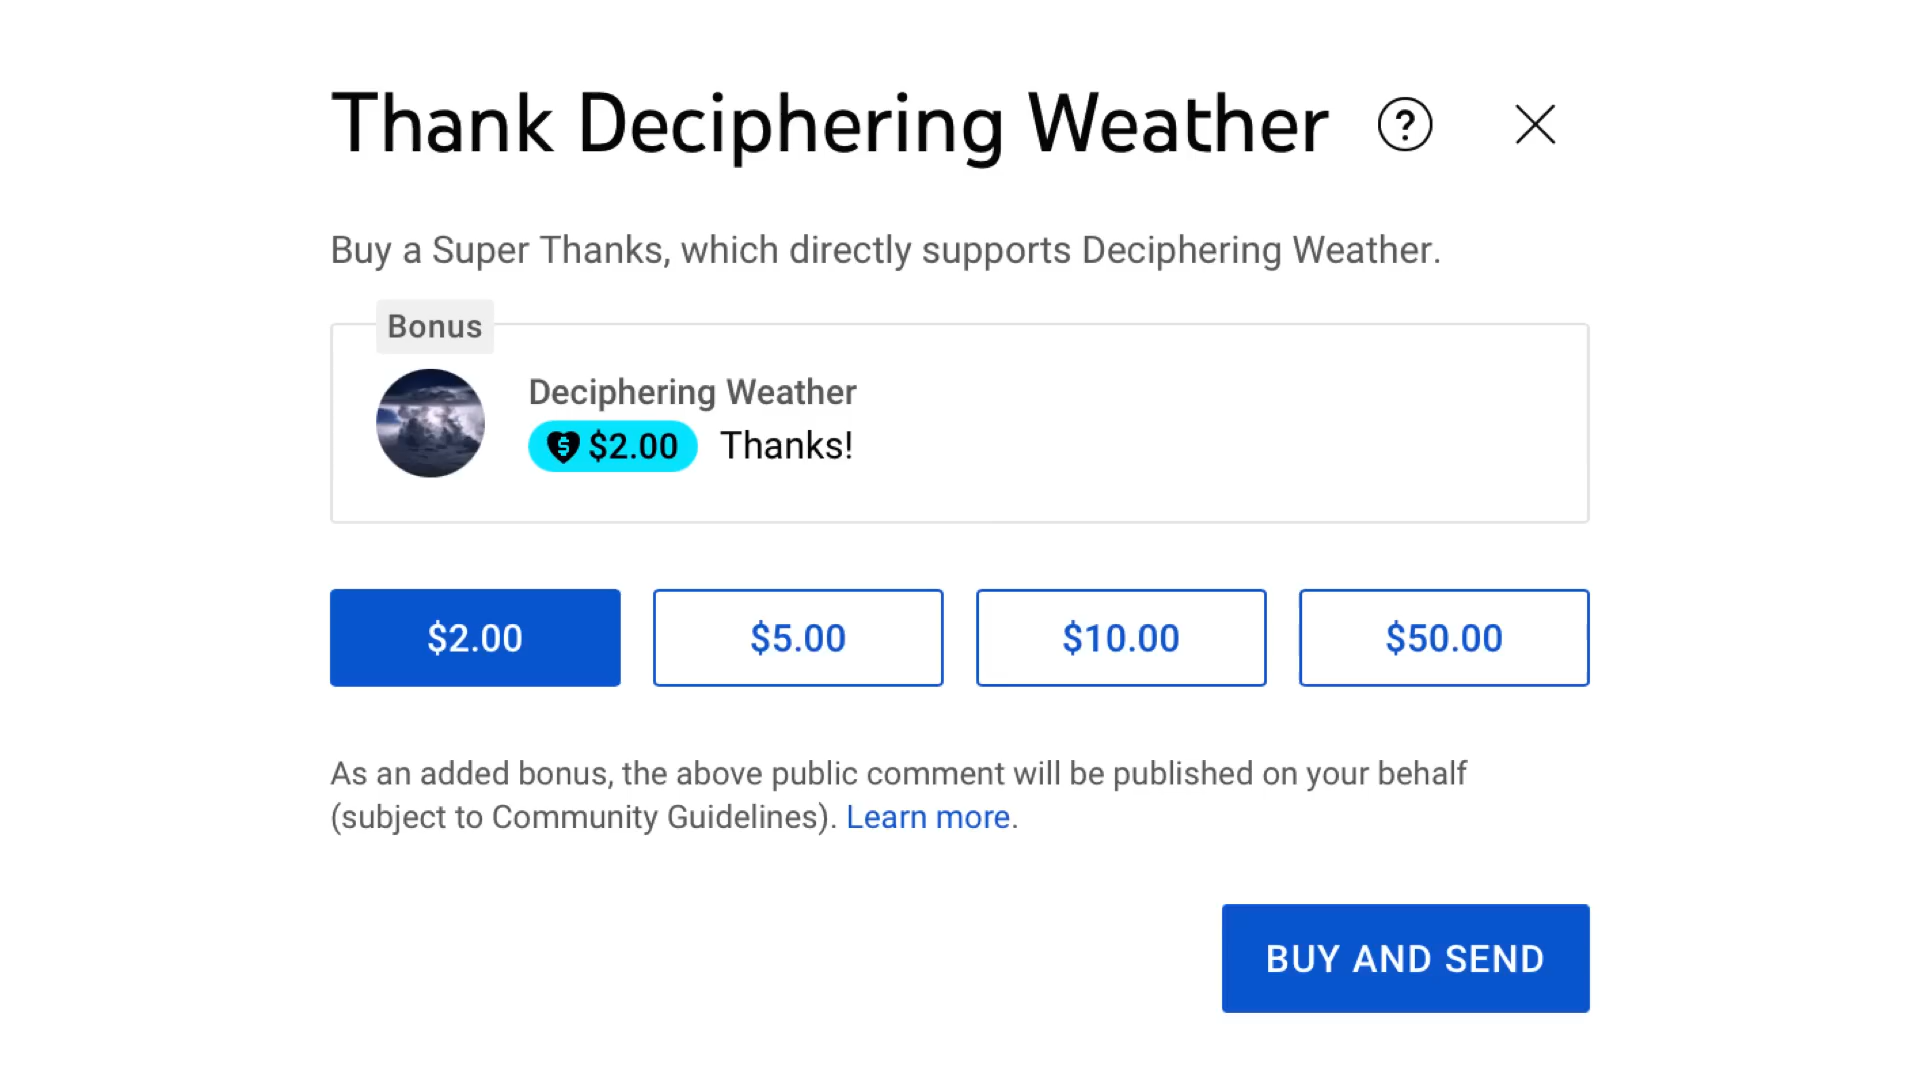 Thank Deciphering Weather ?
Buy a Super Thanks, which directly supports Deciphering Weather.
Bonus
Deciphering Weather
$ $2.00 Thanks!
$2.00 $5.00 $10.00 $50.00
As an added bonus, the above public comment will be published on your behalf
(subject to Community Guidelines). Learn more.
BUY AND SEND